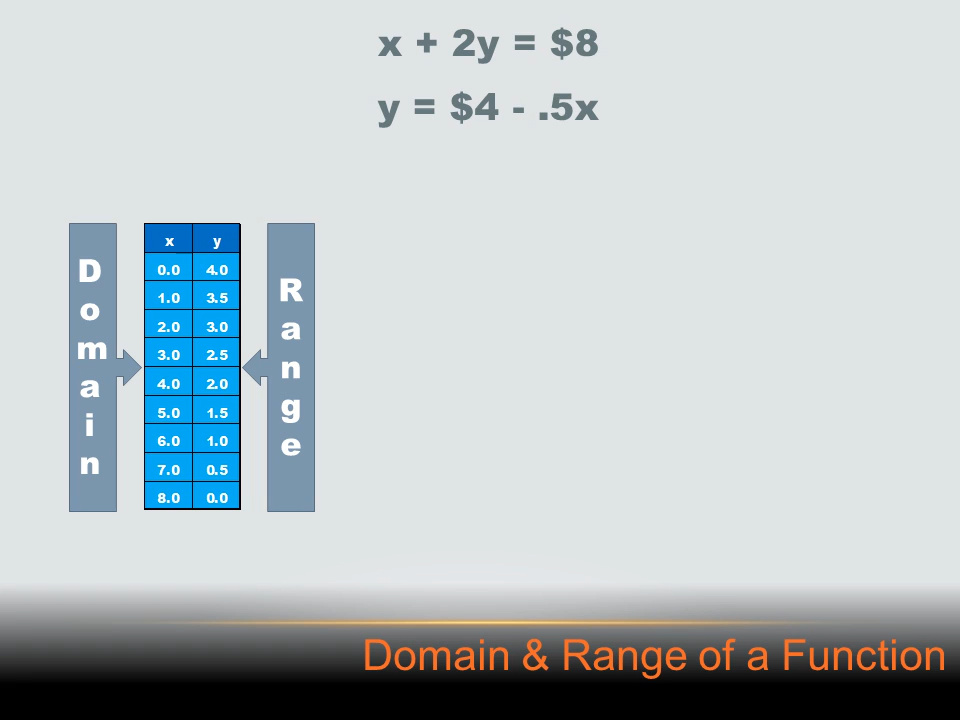 x + 2y = $8
y = $4 - .5x
Domain
x y
0.0 4.0
1.0 3.5
2.0 3.0
3.0 2.5
4.0 2.0
5.0 1.5
6.0 1.0
7.0 0.5
8.0 0.0
Range
Domain & Range of a Function